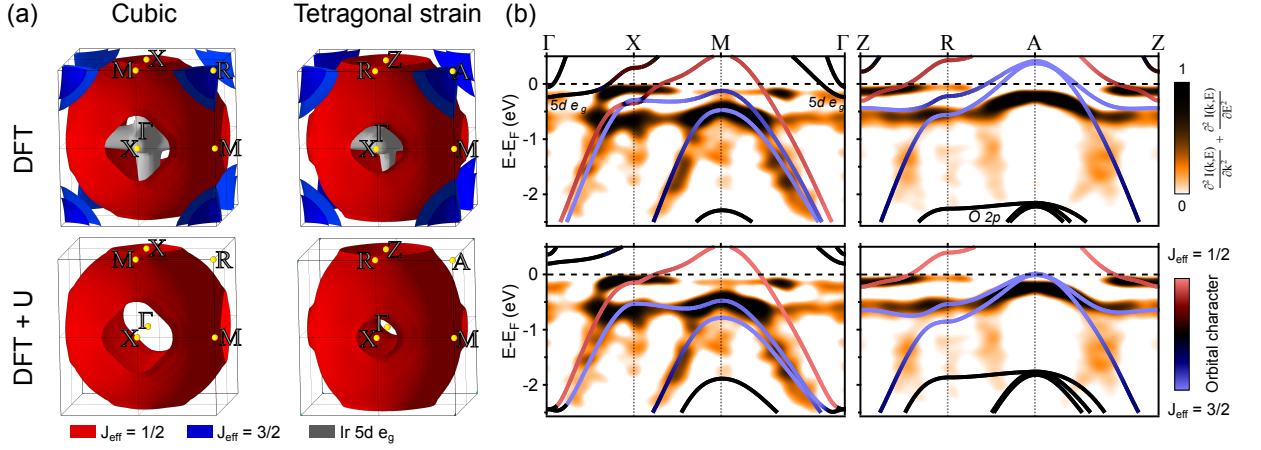 (a)
Cubic
Tetragonal strain
(b)
DFT
X
M
R
Γ
X
M
Z
R
A
Γ
X
M
DFT + U
X
M
R
Γ
X
M
Z
R
A
Γ
X
M
J_eff = 1/2
J_eff = 3/2
Ir 5d e_g
Γ X M Γ
Z R A Z
E-E_F (eV)
0
-1
-2
5d e_g
5d e_g
O 2p
1
0
∂² I(k,E) / ∂k² + ∂² I(k,E) / ∂E²
E-E_F (eV)
0
-1
-2
J_eff = 1/2
Orbital character
J_eff = 3/2